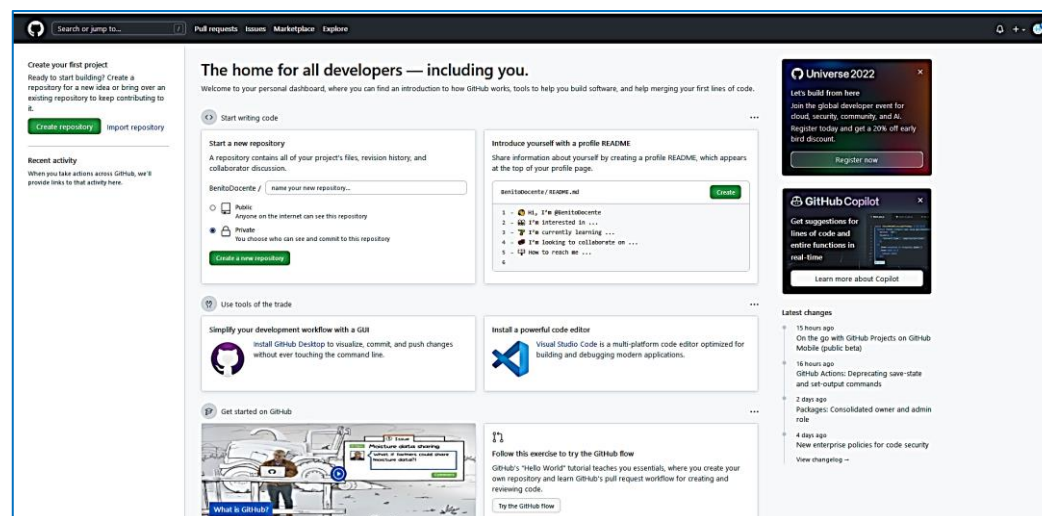 Search or jump to...
/
Pull requests Issues Marketplace Explore
Create your first project
Ready to start building? Create a
repository for a new idea or bring over an
existing repository to keep contributing to
it.
Create repository Import repository
Recent activity
When you take actions across GitHub, we'll
provide links to that activity here.
The home for all developers — including you.
Welcome to your personal dashboard, where you can find an introduction to how GitHub works, tools to help you build software, and help merging your first lines of code.
Start writing code
Start a new repository
A repository contains all of your project's files, revision history, and
collaborator discussion.
BenitoDocente / name your new repository...
Public
Anyone on the internet can see this repository
Private
You choose who can see and commit to this repository
Create a new repository
Introduce yourself with a profile README
Share information about yourself by creating a profile README, which appears
at the top of your profile page.
BenitoDocente/README.md Create
1 - 👋 Hi, I'm @BenitoDocente
2 - 👀 I'm interested in ...
3 - 🌱 I'm currently learning ...
4 - 💞️ I'm looking to collaborate on ...
5 - 📫 How to reach me ...
6
Use tools of the trade
Simplify your development workflow with a GUI
Install GitHub Desktop to visualize, commit, and push changes
without ever touching the command line.
Install a powerful code editor
Visual Studio Code is a multi-platform code editor optimized for
building and debugging modern applications.
Get started on GitHub
Issue
Moisture data sharing.
What if farmers could share
Moisture data?!
What is GitHub?
Follow this exercise to try the GitHub flow
GitHub's "Hello World" tutorial teaches you essentials, where you create your
own repository and learn GitHub's pull request workflow for creating and
reviewing code.
Try the GitHub flow
Universe 2022
Let's build from here
Join the global developer event for
cloud, security, community, and AI.
Register today and get a 20% off early
bird discount.
Register now
GitHub Copilot
Get suggestions for
lines of code and
entire functions in
real-time
Learn more about Copilot
Latest changes
15 hours ago
On the go with GitHub Projects on GitHub
Mobile (public beta)
16 hours ago
GitHub Actions: Deprecating save-state
and set-output commands
2 days ago
Packages: Consolidated owner and admin
role
4 days ago
New enterprise policies for code security
View changelog →